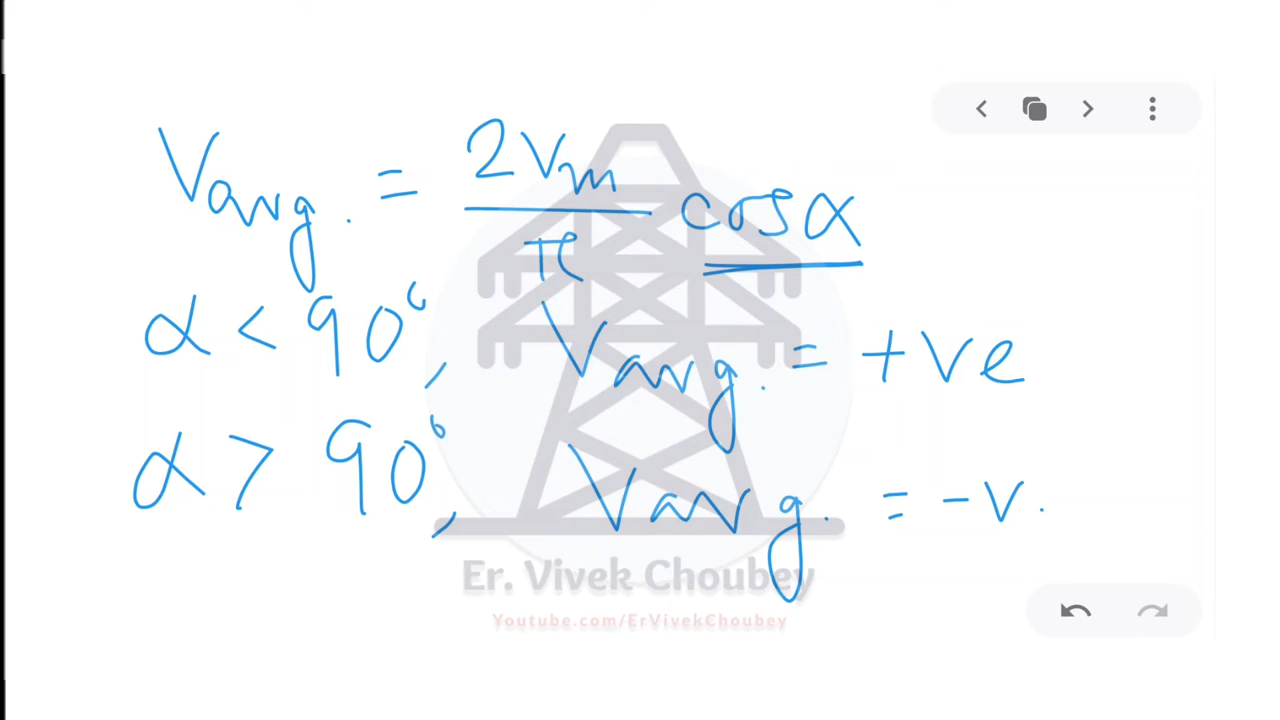 Vavg. = 2Vm/π cosα
α < 90°, Vavg. = +ve
α > 90°, Vavg. = -v.
Er. Vivek Choubey
Youtube.com/ErVivekChoubey